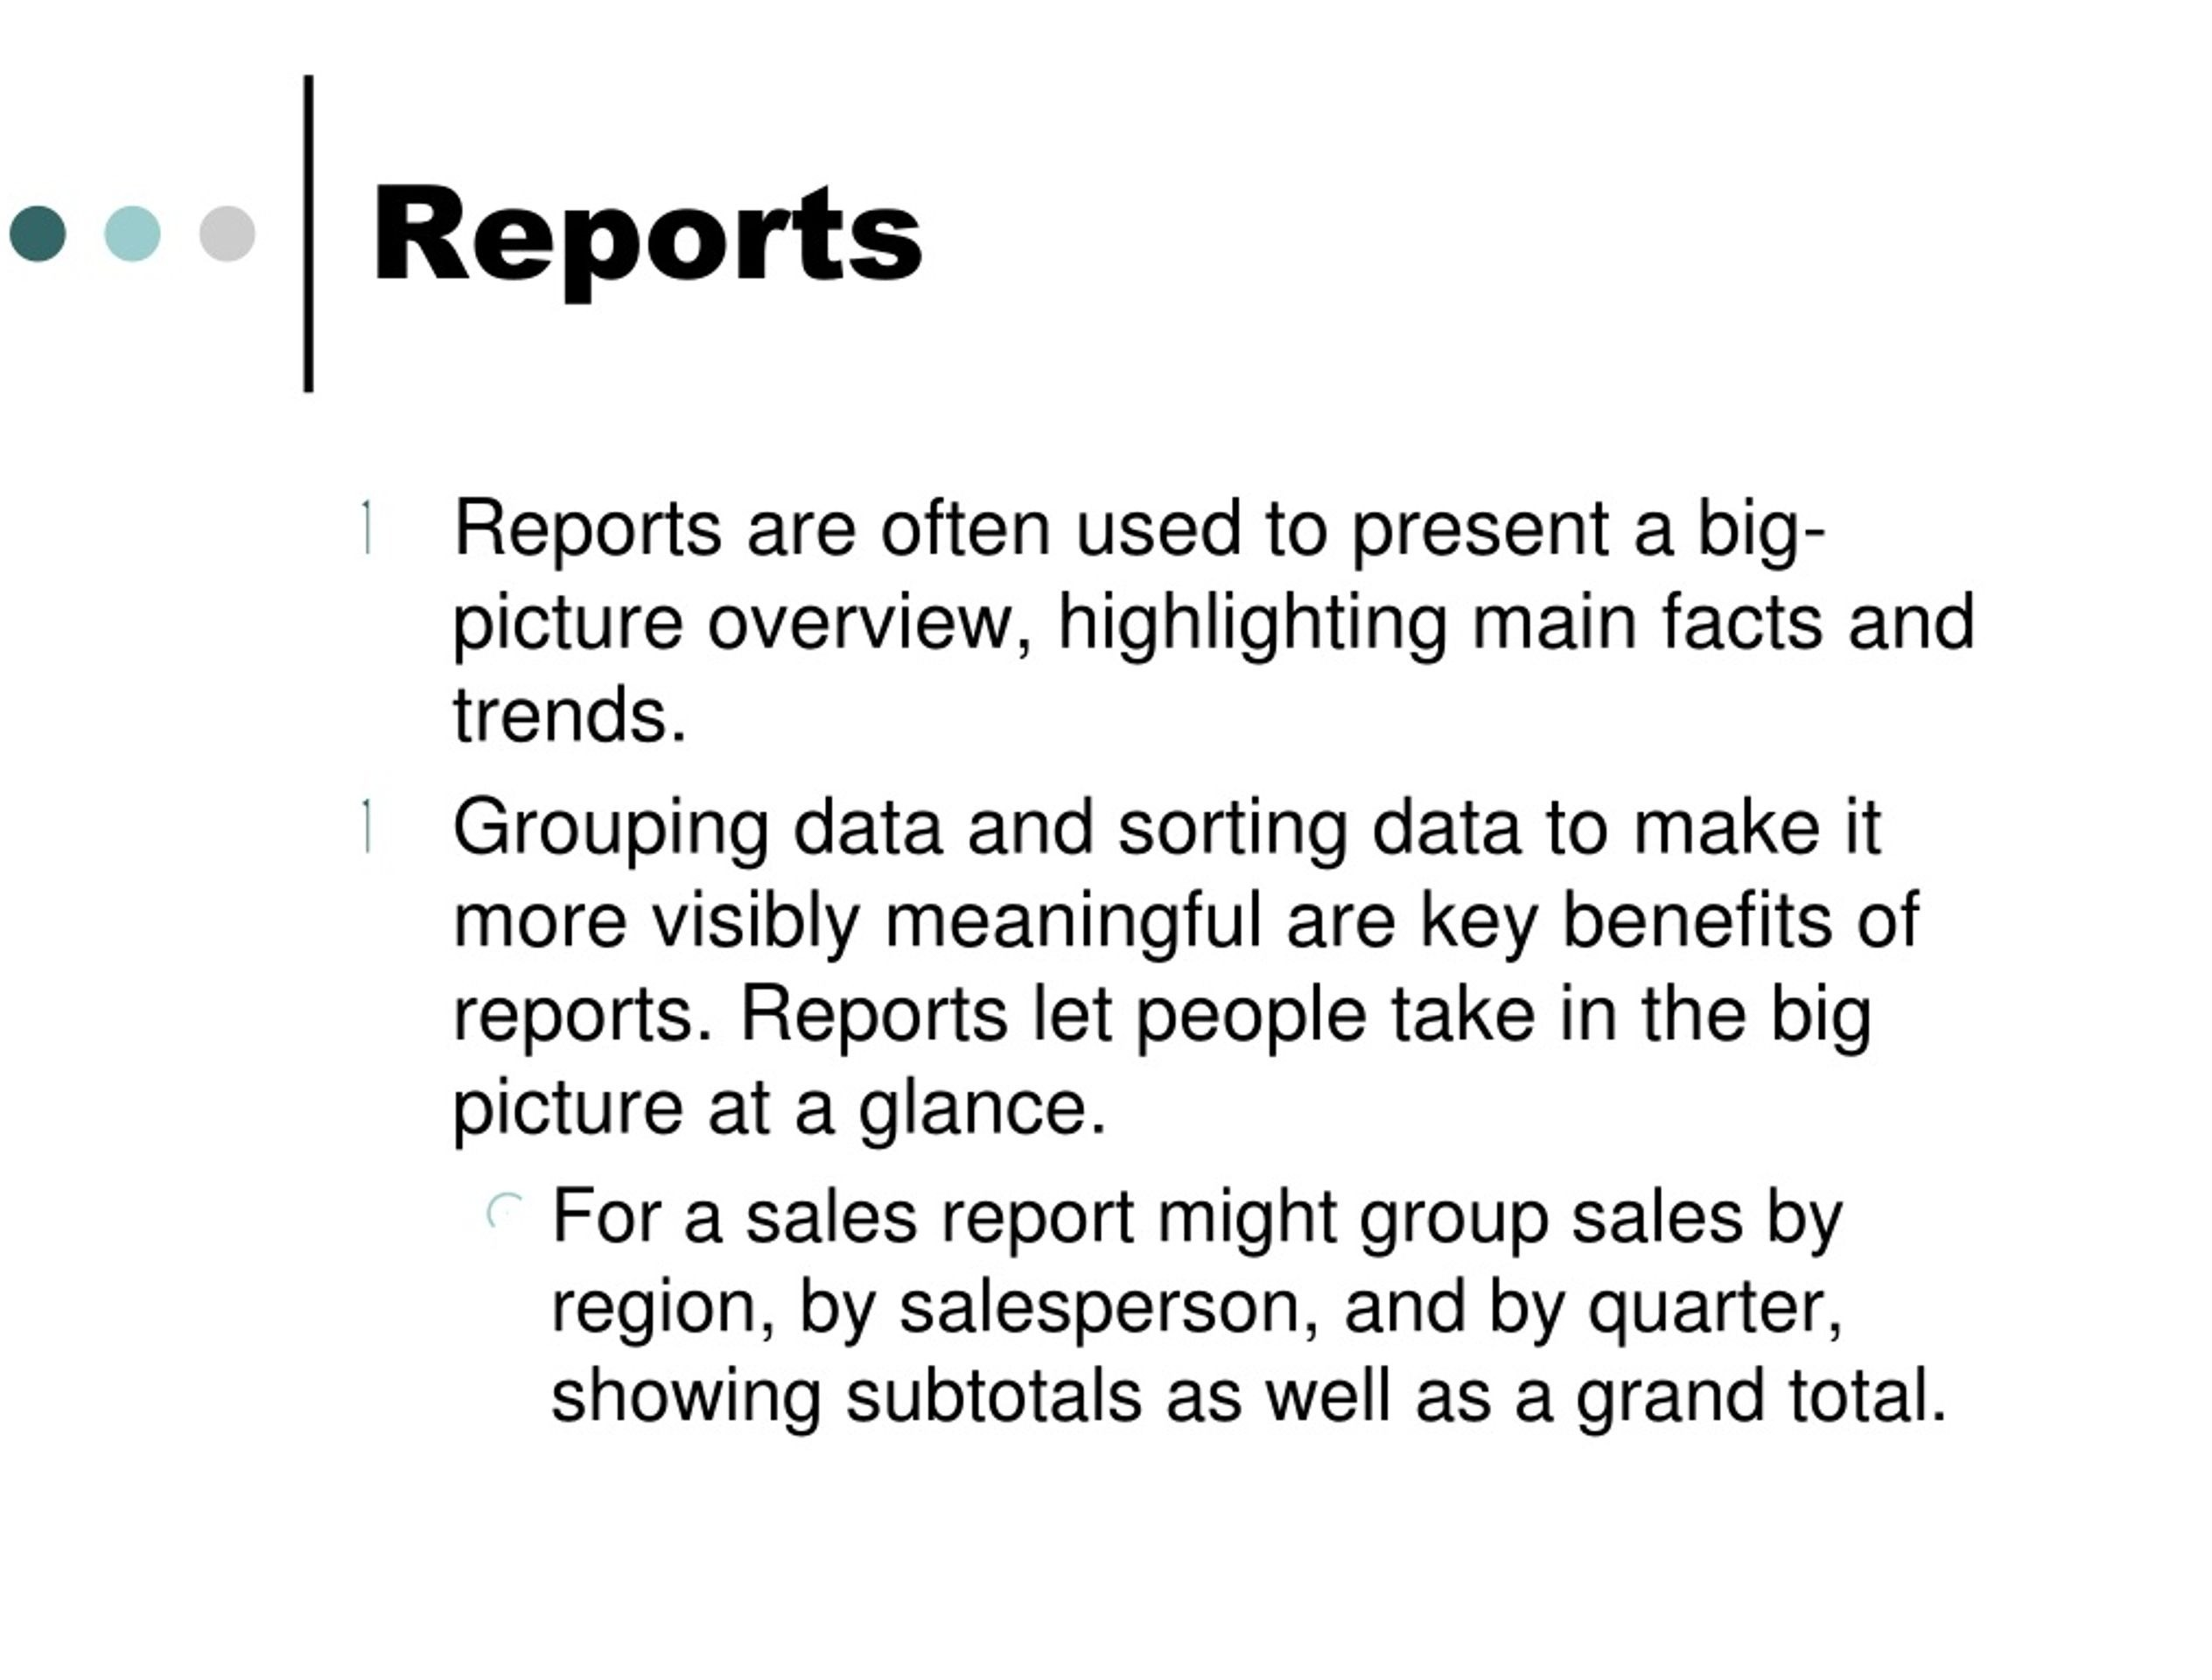 Reports
1 Reports are often used to present a big-
picture overview, highlighting main facts and
trends.
1 Grouping data and sorting data to make it
more visibly meaningful are key benefits of
reports. Reports let people take in the big
picture at a glance.
For a sales report might group sales by
region, by salesperson, and by quarter,
showing subtotals as well as a grand total.